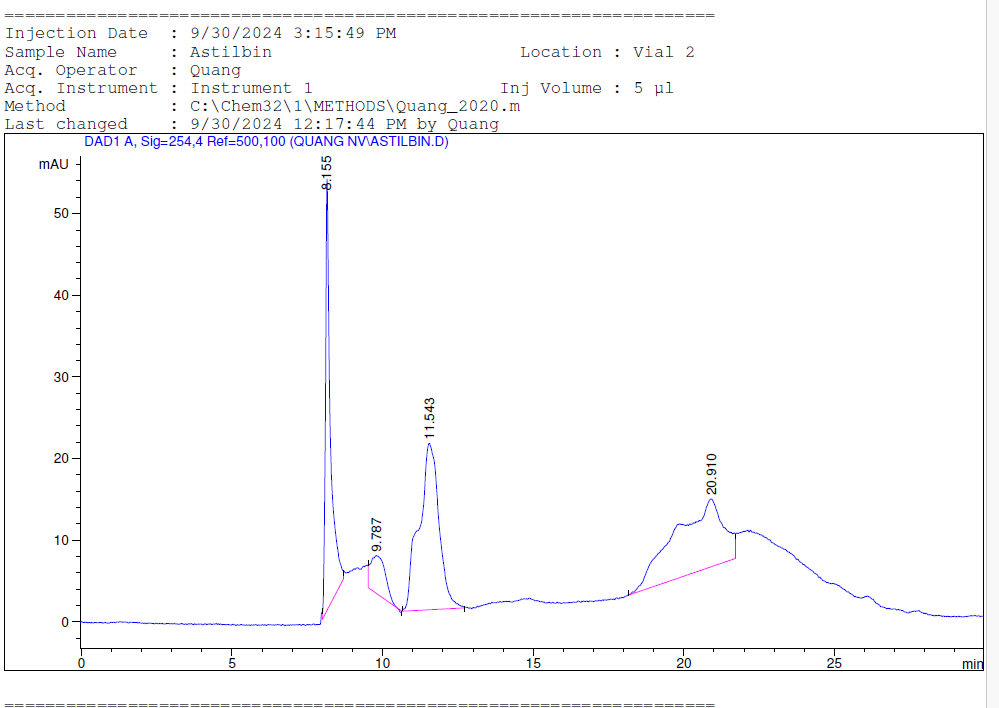 =====================================================================
Injection Date  : 9/30/2024 3:15:49 PM
Sample Name     : Astilbin                        Location : Vial 2
Acq. Operator   : Quang
Acq. Instrument : Instrument 1                  Inj Volume : 5 µl
Method          : C:\Chem32\1\METHODS\Quang_2020.m
Last changed    : 9/30/2024 12:17:44 PM by Quang
DAD1 A, Sig=254,4 Ref=500,100 (QUANG NV\ASTILBIN.D)
mAU
8.155
50
40
30
11.543
20
20.910
9.787
10
0
0 5 10 15 20 25 min
=====================================================================